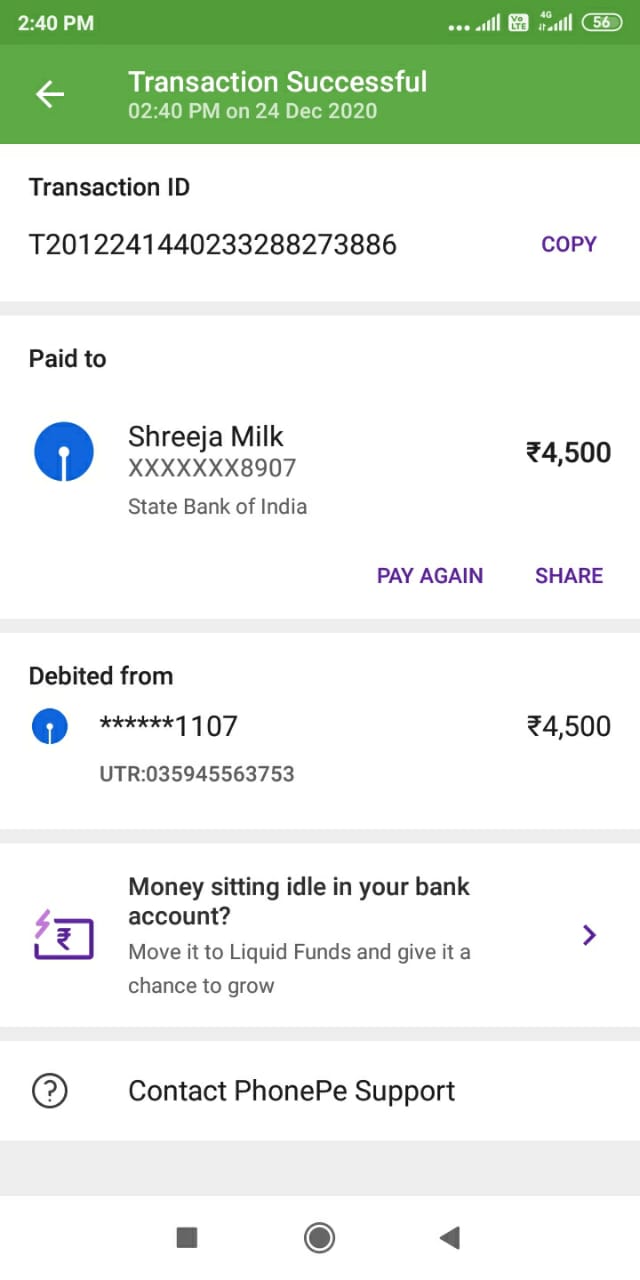 2:40 PM
Vo LTE 4G 56
Transaction Successful
02:40 PM on 24 Dec 2020
Transaction ID
T2012241440233288273886 COPY
Paid to
Shreeja Milk ₹4,500
XXXXXXX8907
State Bank of India
PAY AGAIN SHARE
Debited from
******1107 ₹4,500
UTR:035945563753
Money sitting idle in your bank
account?
₹
Move it to Liquid Funds and give it a
chance to grow
? Contact PhonePe Support